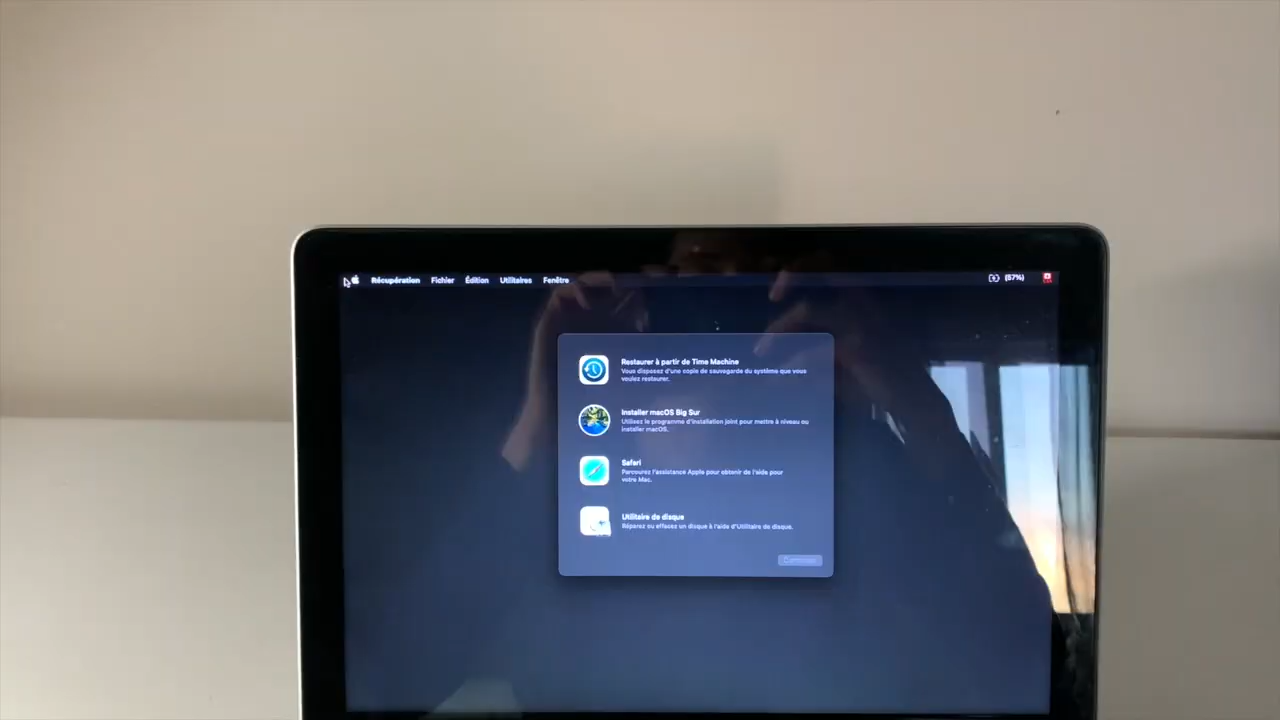 Récupération Fichier Édition Utilitaires Fenêtre (57%)
Restaurer à partir de Time Machine
Vous disposez d'une copie de sauvegarde du système que vous
voulez restaurer.
Installer macOS Big Sur
Utilisez le programme d'installation joint pour mettre à niveau ou
installer macOS.
Safari
Parcourez l'assistance Apple pour obtenir de l'aide pour
votre Mac.
Utilitaire de disque
Réparez ou effacez un disque à l'aide d'Utilitaire de disque.
Continuer